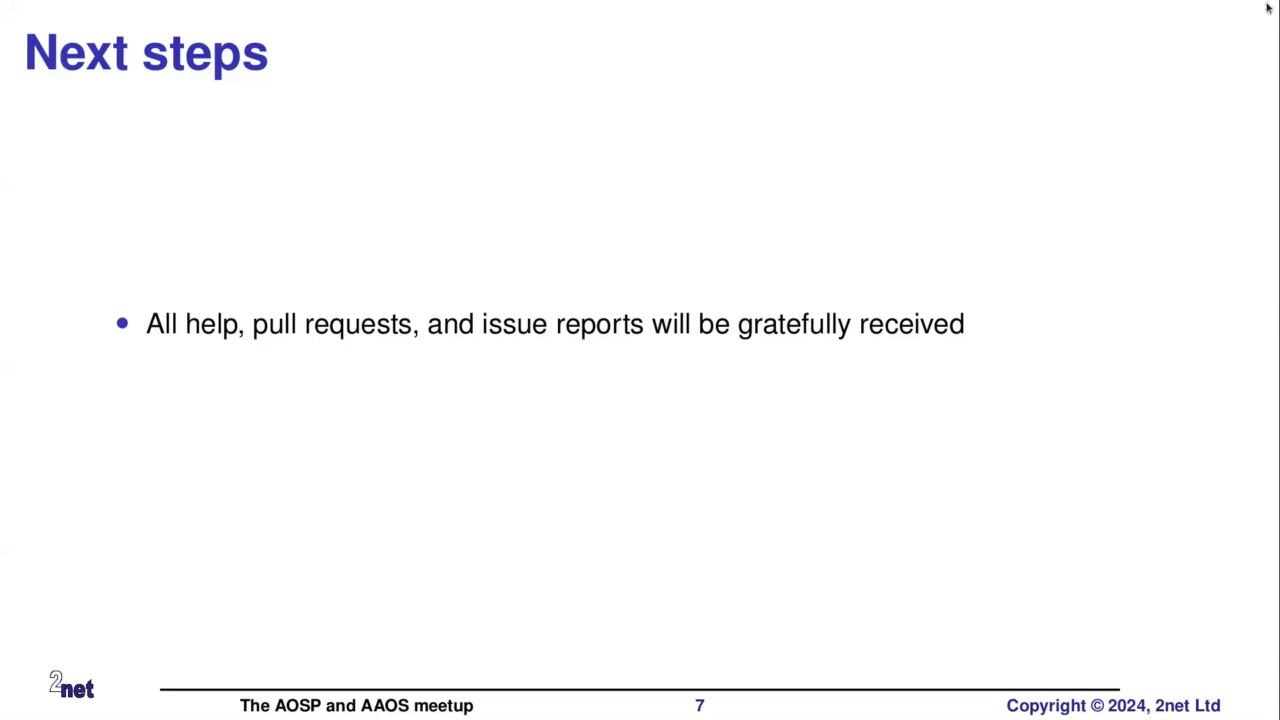 Next steps
• All help, pull requests, and issue reports will be gratefully received
2net
The AOSP and AAOS meetup 7 Copyright © 2024, 2net Ltd